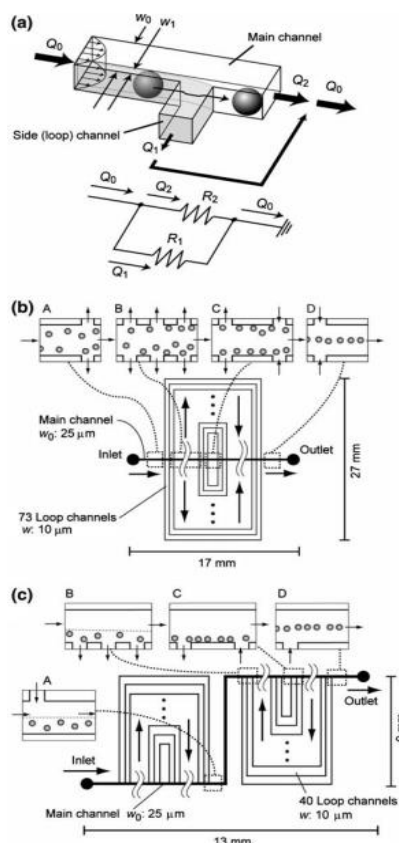 (a)
w0
w1
Main channel
Q0
Q2
Q0
Side (loop) channel
Q1
Q0
Q2
R2
Q0
R1
Q1
(b)
A
B
C
D
Main channel
w0: 25 μm
Inlet
Outlet
73 Loop channels
w: 10 μm
27 mm
17 mm
(c)
B
C
D
A
Inlet
Outlet
Main channel
w0: 25 μm
40 Loop channels
w: 10 μm
13 mm